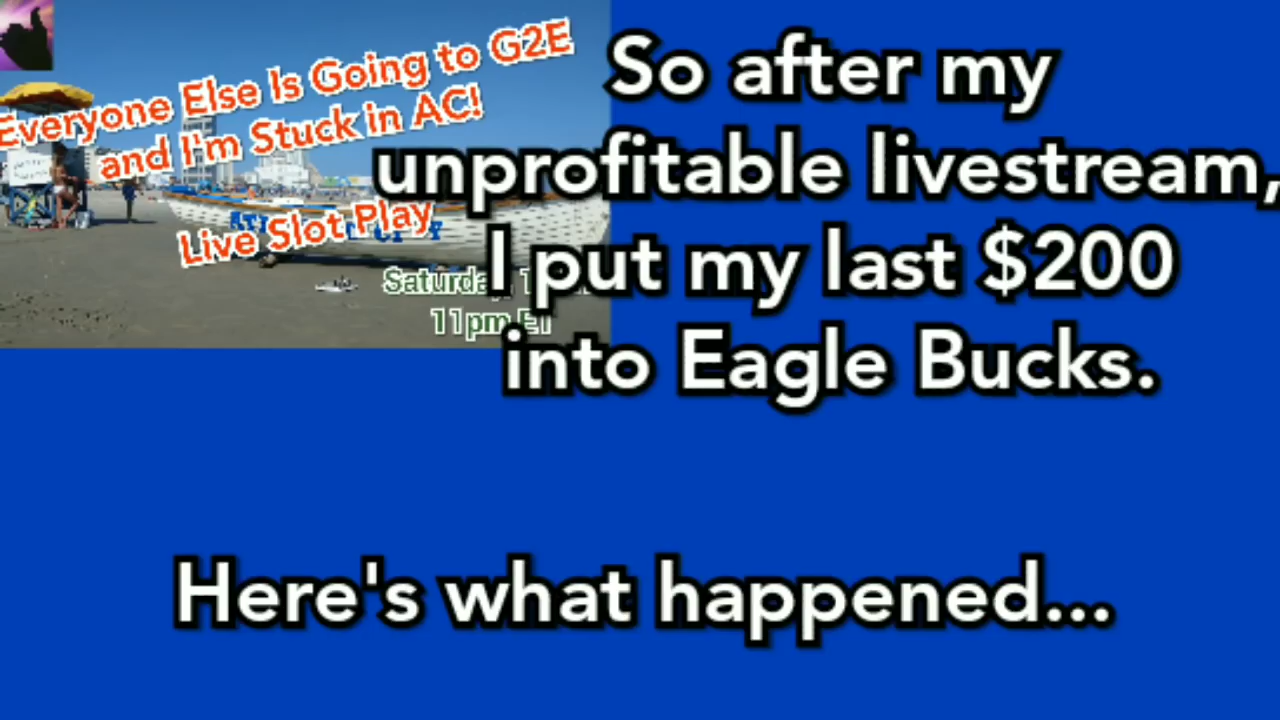 Everyone Else Is Going to G2E
and I'm Stuck in AC!
Live Slot Play
11pm ET
So after my
unprofitable livestream,
I put my last $200
into Eagle Bucks.
Here's what happened...